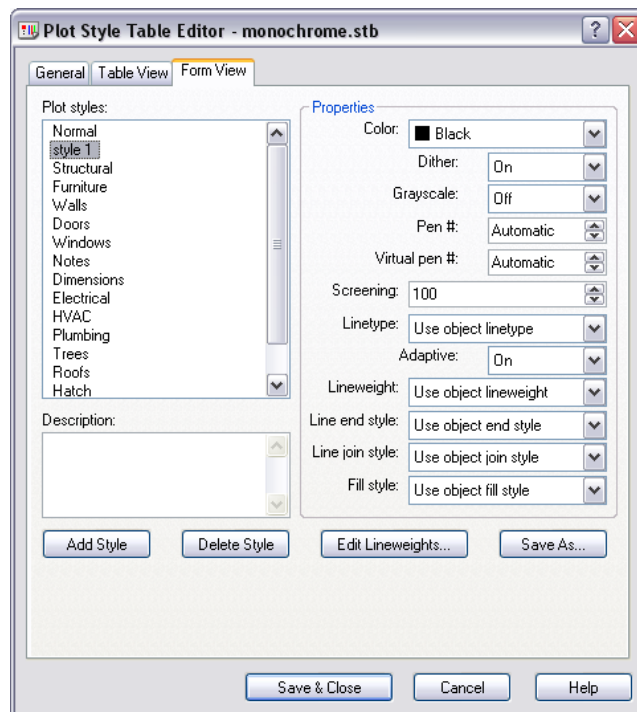 Plot Style Table Editor - monochrome.stb
General Table View Form View
Plot styles:
Normal
style 1
Structural
Furniture
Walls
Doors
Windows
Notes
Dimensions
Electrical
HVAC
Plumbing
Trees
Roofs
Hatch
Description:
Properties
Color: Black
Dither: On
Grayscale: Off
Pen #: Automatic
Virtual pen #: Automatic
Screening: 100
Linetype: Use object linetype
Adaptive: On
Lineweight: Use object lineweight
Line end style: Use object end style
Line join style: Use object join style
Fill style: Use object fill style
Add Style Delete Style Edit Lineweights... Save As...
Save & Close Cancel Help